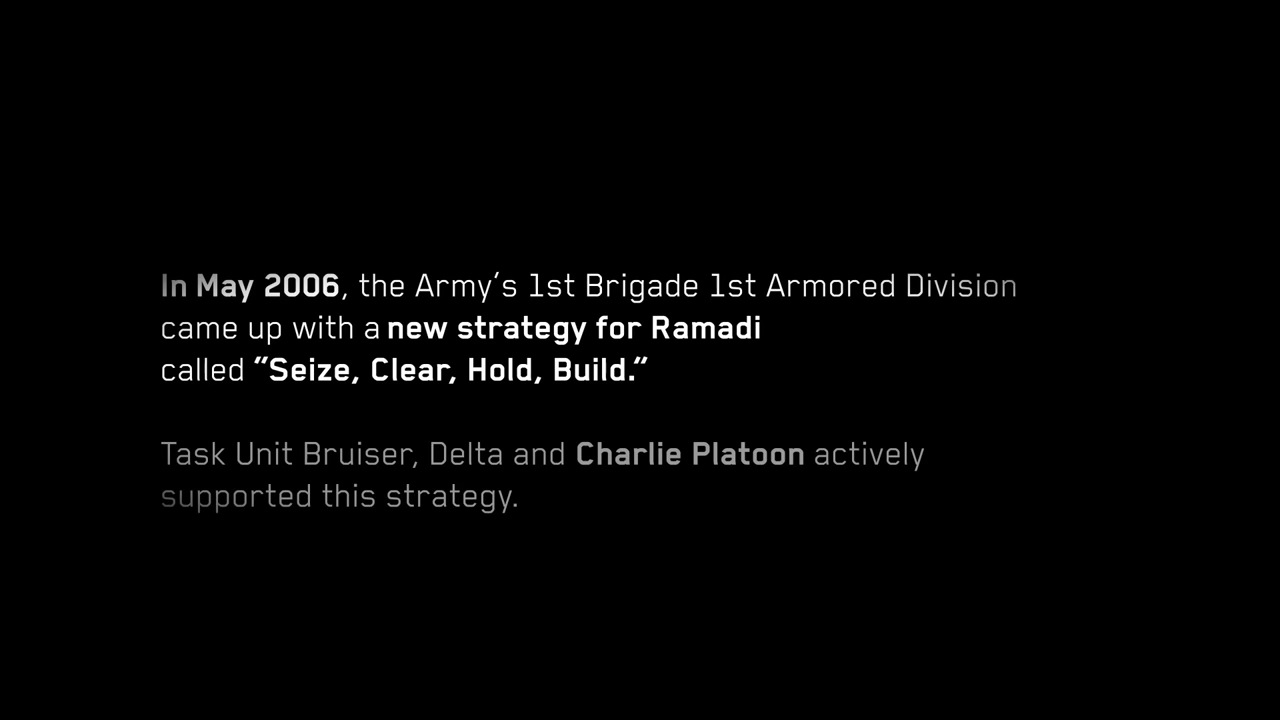 In May 2006, the Army's 1st Brigade 1st Armored Division
came up with a new strategy for Ramadi
called "Seize, Clear, Hold, Build."
Task Unit Bruiser, Delta and Charlie Platoon actively
supported this strategy.